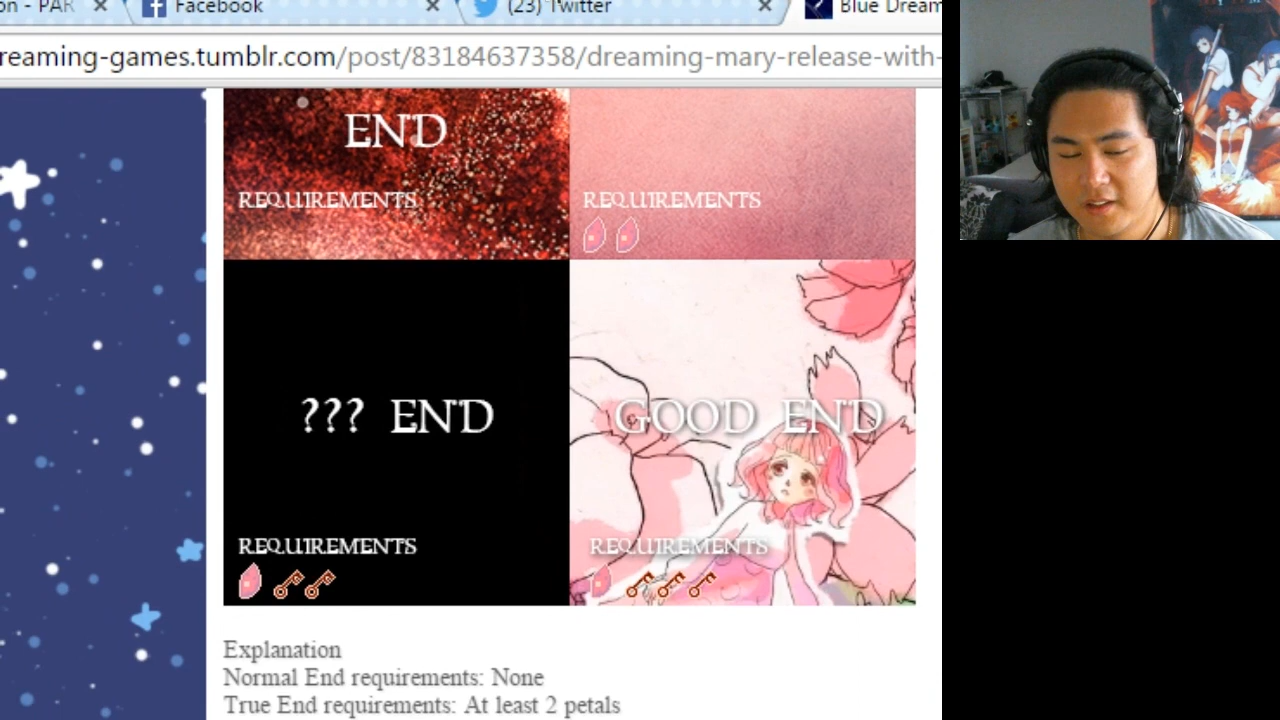 on - PAR
Facebook
(23) Twitter
Blue Dream
reaming-games.tumblr.com/post/83184637358/dreaming-mary-release-with-
END
REQUIREMENTS
REQUIREMENTS
??? END
GOOD END
REQUIREMENTS
REQUIREMENTS
Explanation
Normal End requirements: None
True End requirements: At least 2 petals